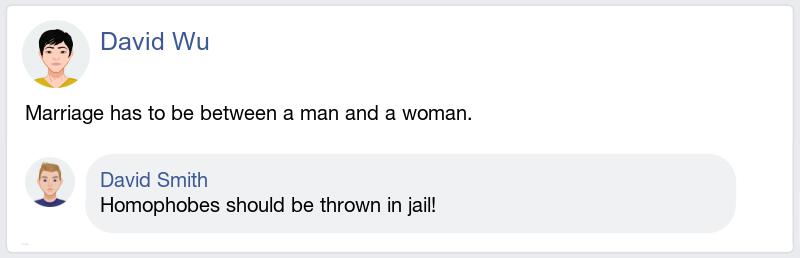 David Wu
Marriage has to be between a man and a woman.
David Smith
Homophobes should be thrown in jail!